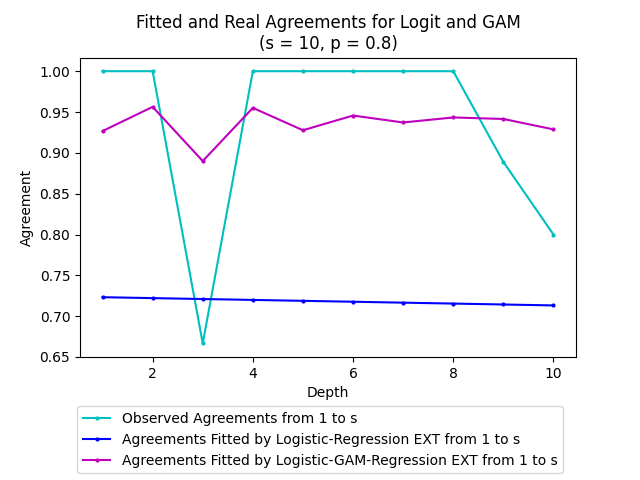 Fitted and Real Agreements for Logit and GAM
(s = 10, p = 0.8)
1.00
0.95
0.90
0.85
0.80
0.75
0.70
0.65
Agreement
2 4 6 8 10
Depth
Observed Agreements from 1 to s
Agreements Fitted by Logistic-Regression EXT from 1 to s
Agreements Fitted by Logistic-GAM-Regression EXT from 1 to s